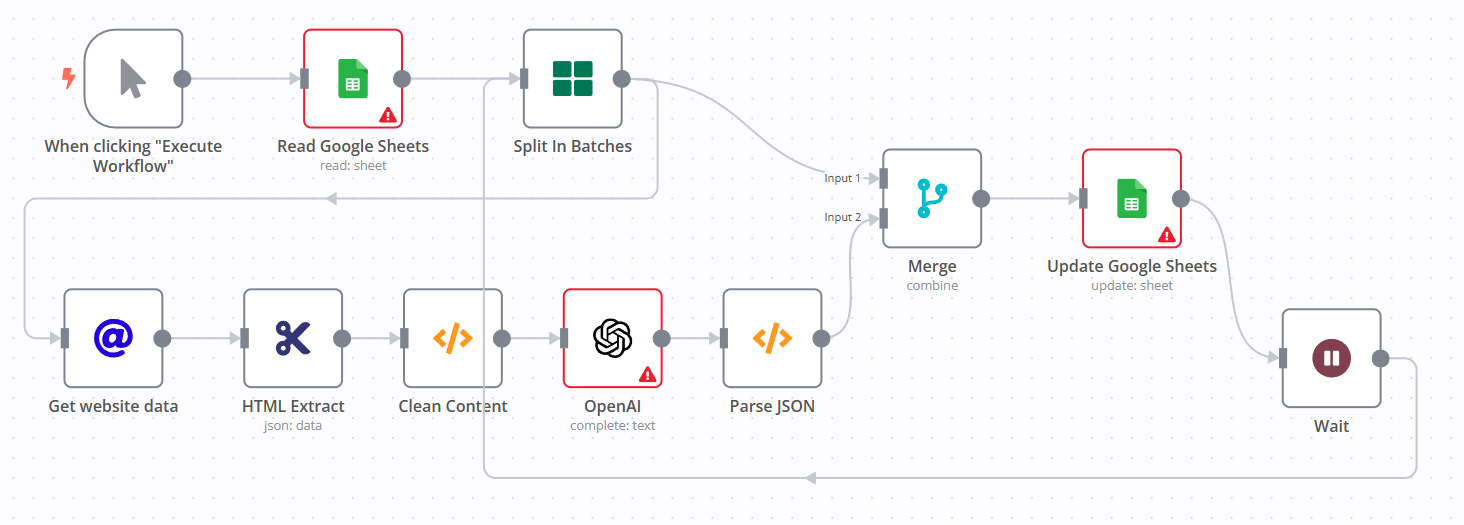 When clicking "Execute
Workflow"
Read Google Sheets
read: sheet
Split In Batches
Input 1
Input 2
Merge
combine
Update Google Sheets
update: sheet
Get website data
HTML Extract
json: data
Clean Content
OpenAI
complete: text
Parse JSON
Wait